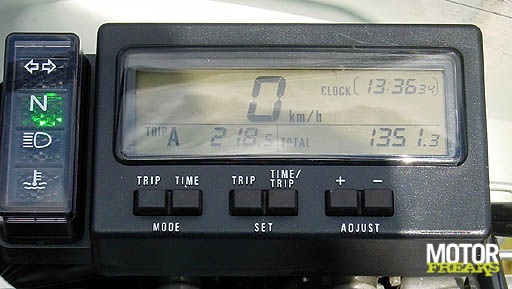 N
0 km/h
CLOCK 13:36 34
TRIP A 218.5 TOTAL 1351.3
TRIP TIME TRIP TIME/TRIP + -
MODE SET ADJUST
MOTOR
FREAKS